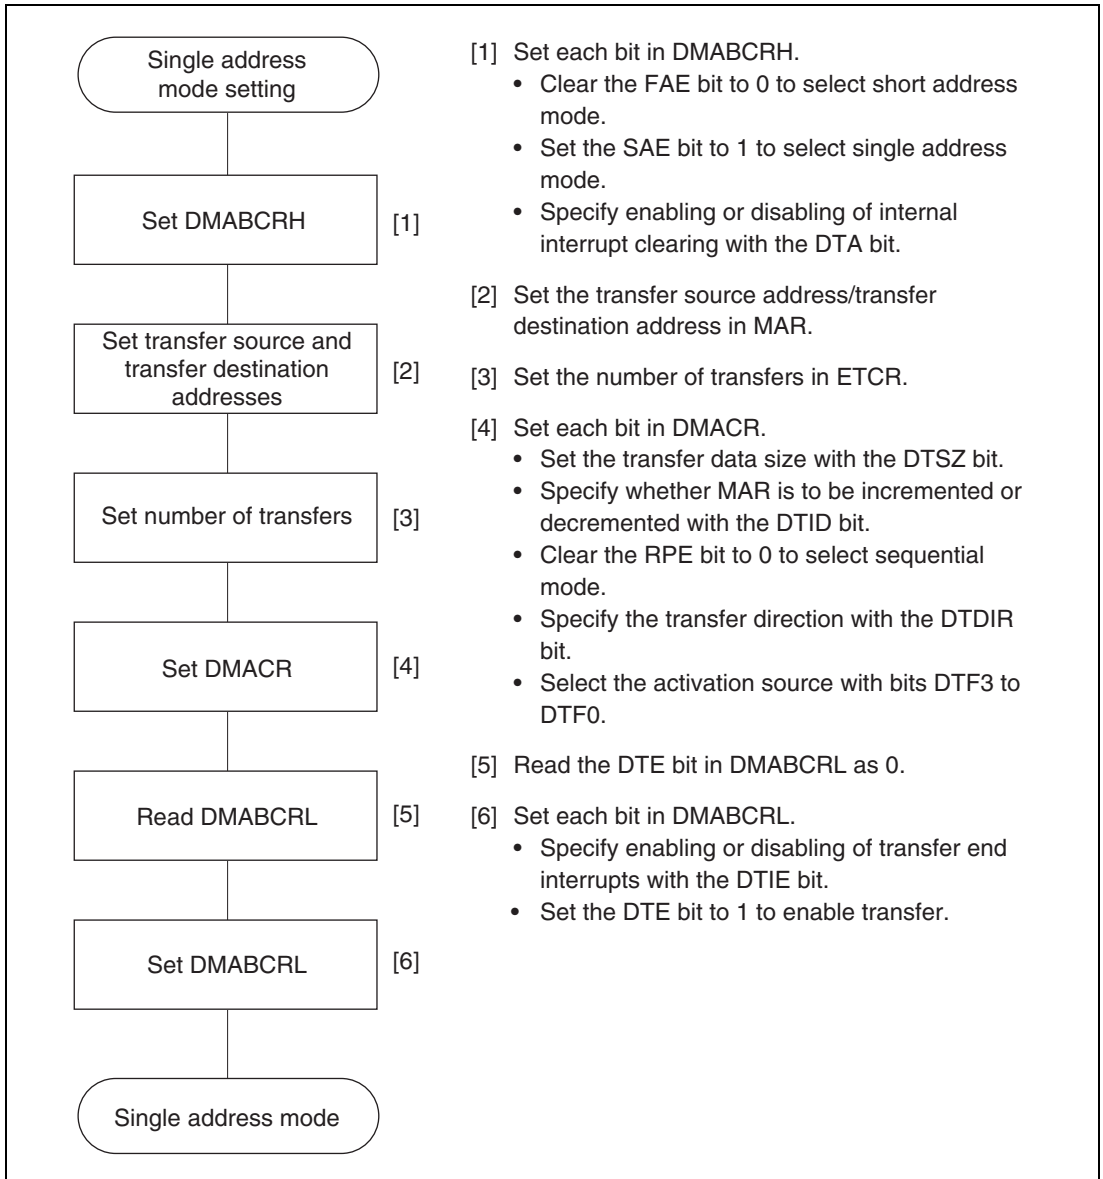 Single address
mode setting
Set DMABCRH
[1]
Set transfer source and
transfer destination
addresses
[2]
Set number of transfers
[3]
Set DMACR
[4]
Read DMABCRL
[5]
Set DMABCRL
[6]
Single address mode
[1] Set each bit in DMABCRH.
• Clear the FAE bit to 0 to select short address
mode.
• Set the SAE bit to 1 to select single address
mode.
• Specify enabling or disabling of internal
interrupt clearing with the DTA bit.
[2] Set the transfer source address/transfer
destination address in MAR.
[3] Set the number of transfers in ETCR.
[4] Set each bit in DMACR.
• Set the transfer data size with the DTSZ bit.
• Specify whether MAR is to be incremented or
decremented with the DTID bit.
• Clear the RPE bit to 0 to select sequential
mode.
• Specify the transfer direction with the DTDIR
bit.
• Select the activation source with bits DTF3 to
DTF0.
[5] Read the DTE bit in DMABCRL as 0.
[6] Set each bit in DMABCRL.
• Specify enabling or disabling of transfer end
interrupts with the DTIE bit.
• Set the DTE bit to 1 to enable transfer.